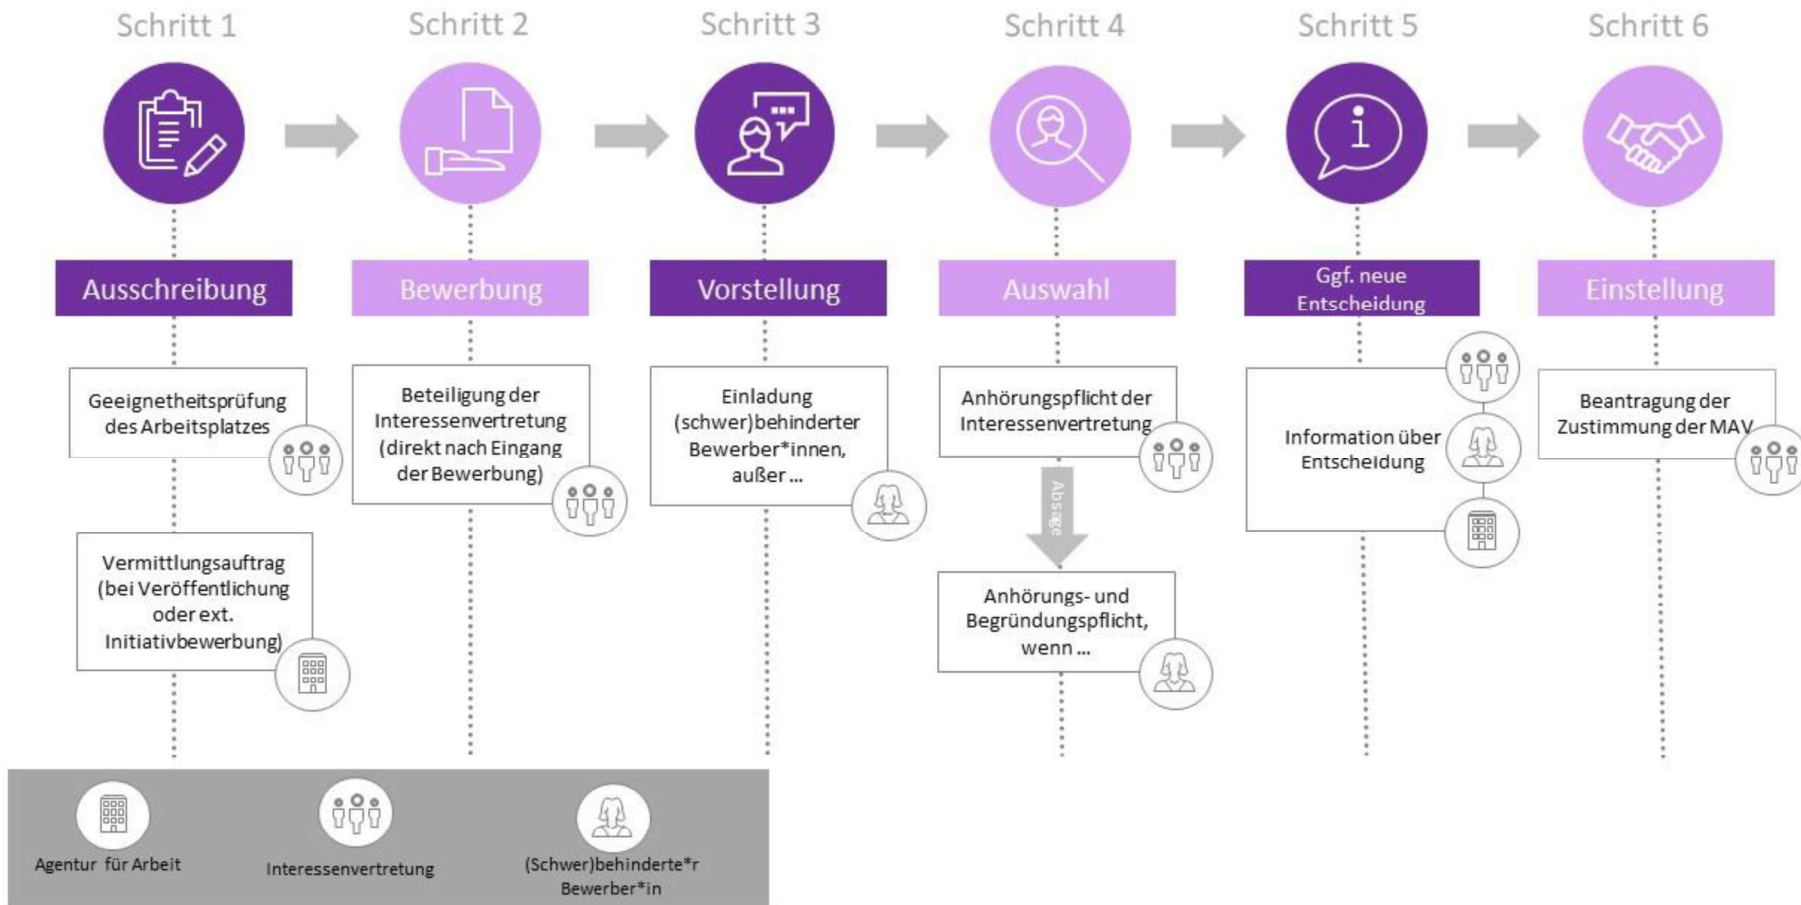 Schritt 1
Schritt 2
Schritt 3
Schritt 4
Schritt 5
Schritt 6
Ausschreibung
Bewerbung
Vorstellung
Auswahl
Ggf. neue
Entscheidung
Einstellung
Geeignetheitsprüfung
des Arbeitsplatzes
Vermittlungsauftrag
(bei Veröffentlichung
oder ext.
Initiativbewerbung)
Beteiligung der
Interessenvertretung
(direkt nach Eingang
der Bewerbung)
Einladung
(schwer)behinderter
Bewerber*innen,
außer ...
Anhörungspflicht der
Interessenvertretung
Absage
Anhörungs- und
Begründungspflicht,
wenn ...
Information über
Entscheidung
Beantragung der
Zustimmung der MAV
Agentur für Arbeit
Interessenvertretung
(Schwer)behinderte*r
Bewerber*in